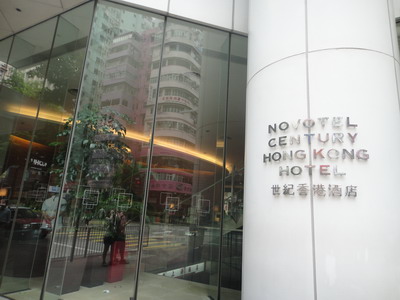 NOVOTEL
CENTURY
HONG KONG
HOTEL
世紀香港酒店